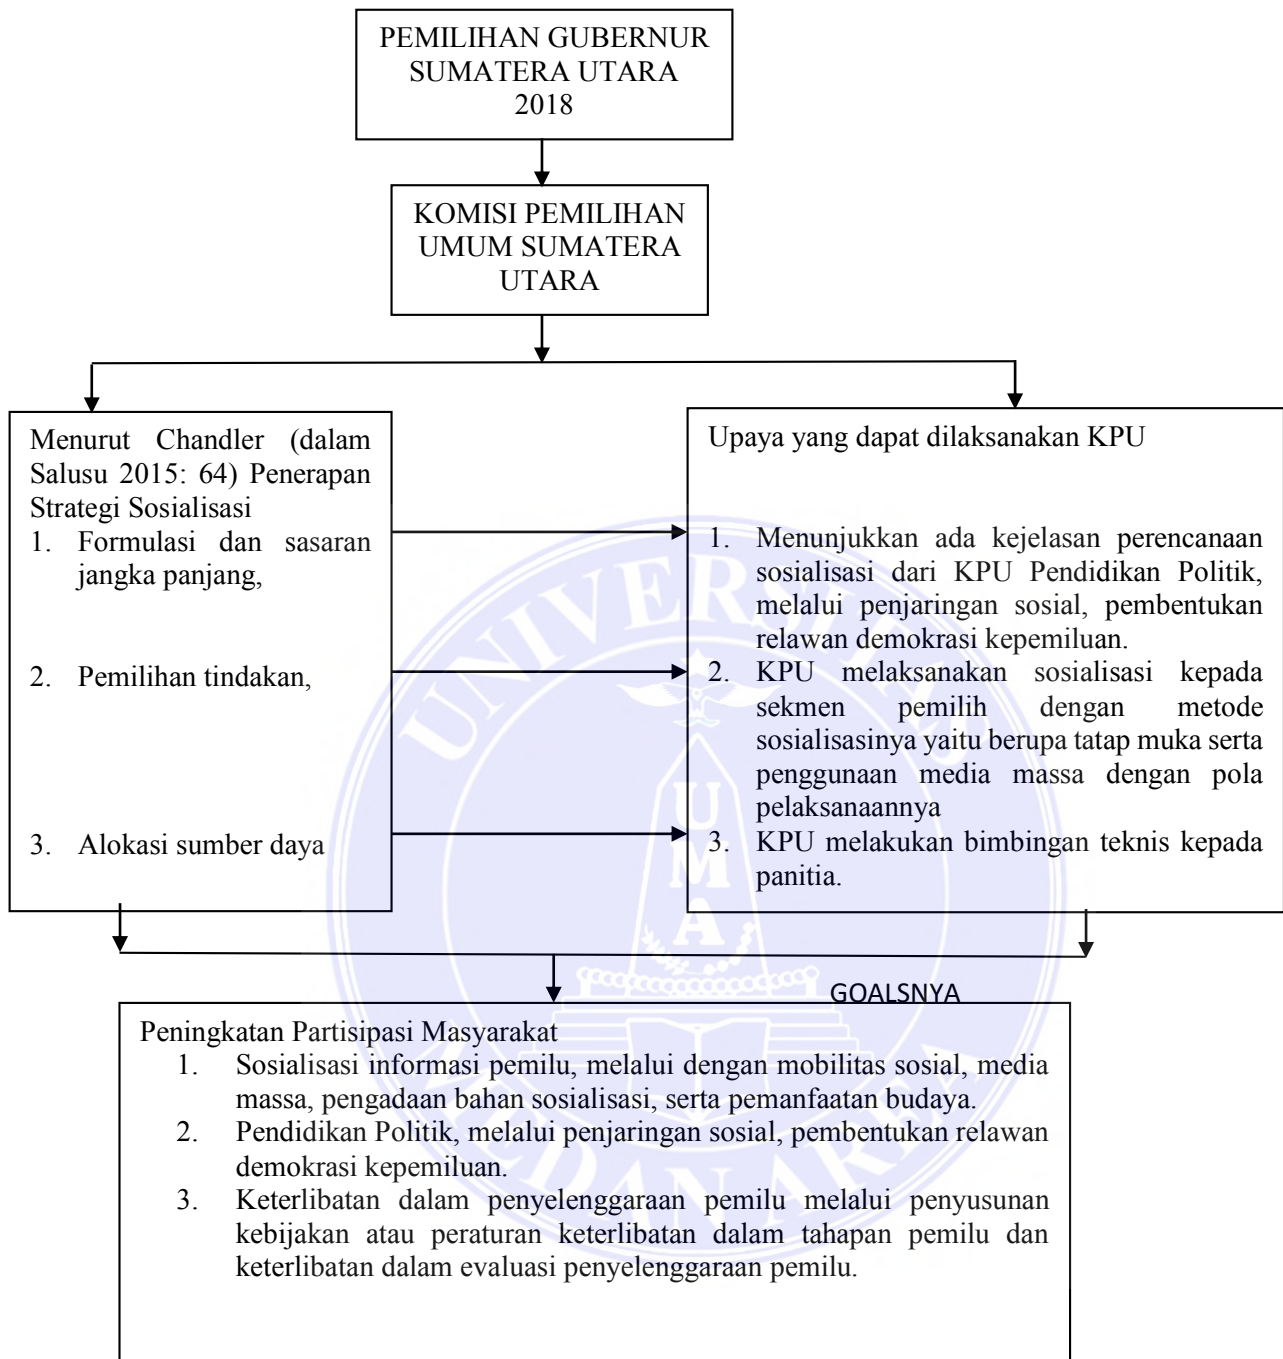 PEMILIHAN GUBERNUR
SUMATERA UTARA
2018
KOMISI PEMILIHAN
UMUM SUMATERA
UTARA
Menurut Chandler (dalam
Salusu 2015: 64) Penerapan
Strategi Sosialisasi
1. Formulasi dan sasaran
jangka panjang,
2. Pemilihan tindakan,
3. Alokasi sumber daya
Upaya yang dapat dilaksanakan KPU
1. Menunjukkan ada kejelasan perencanaan
sosialisasi dari KPU Pendidikan Politik,
melalui penjaringan sosial, pembentukan
relawan demokrasi kepemiluan.
2. KPU melaksanakan sosialisasi kepada
sekmen pemilih dengan metode
sosialisasinya yaitu berupa tatap muka serta
penggunaan media massa dengan pola
pelaksanaannya
3. KPU melakukan bimbingan teknis kepada
panitia.
GOALSNYA
Peningkatan Partisipasi Masyarakat
1. Sosialisasi informasi pemilu, melalui dengan mobilitas sosial, media
massa, pengadaan bahan sosialisasi, serta pemanfaatan budaya.
2. Pendidikan Politik, melalui penjaringan sosial, pembentukan relawan
demokrasi kepemiluan.
3. Keterlibatan dalam penyelenggaraan pemilu melalui penyusunan
kebijakan atau peraturan keterlibatan dalam tahapan pemilu dan
keterlibatan dalam evaluasi penyelenggaraan pemilu.
UNIVERSITAS
MEDAN AREA
U
M
A